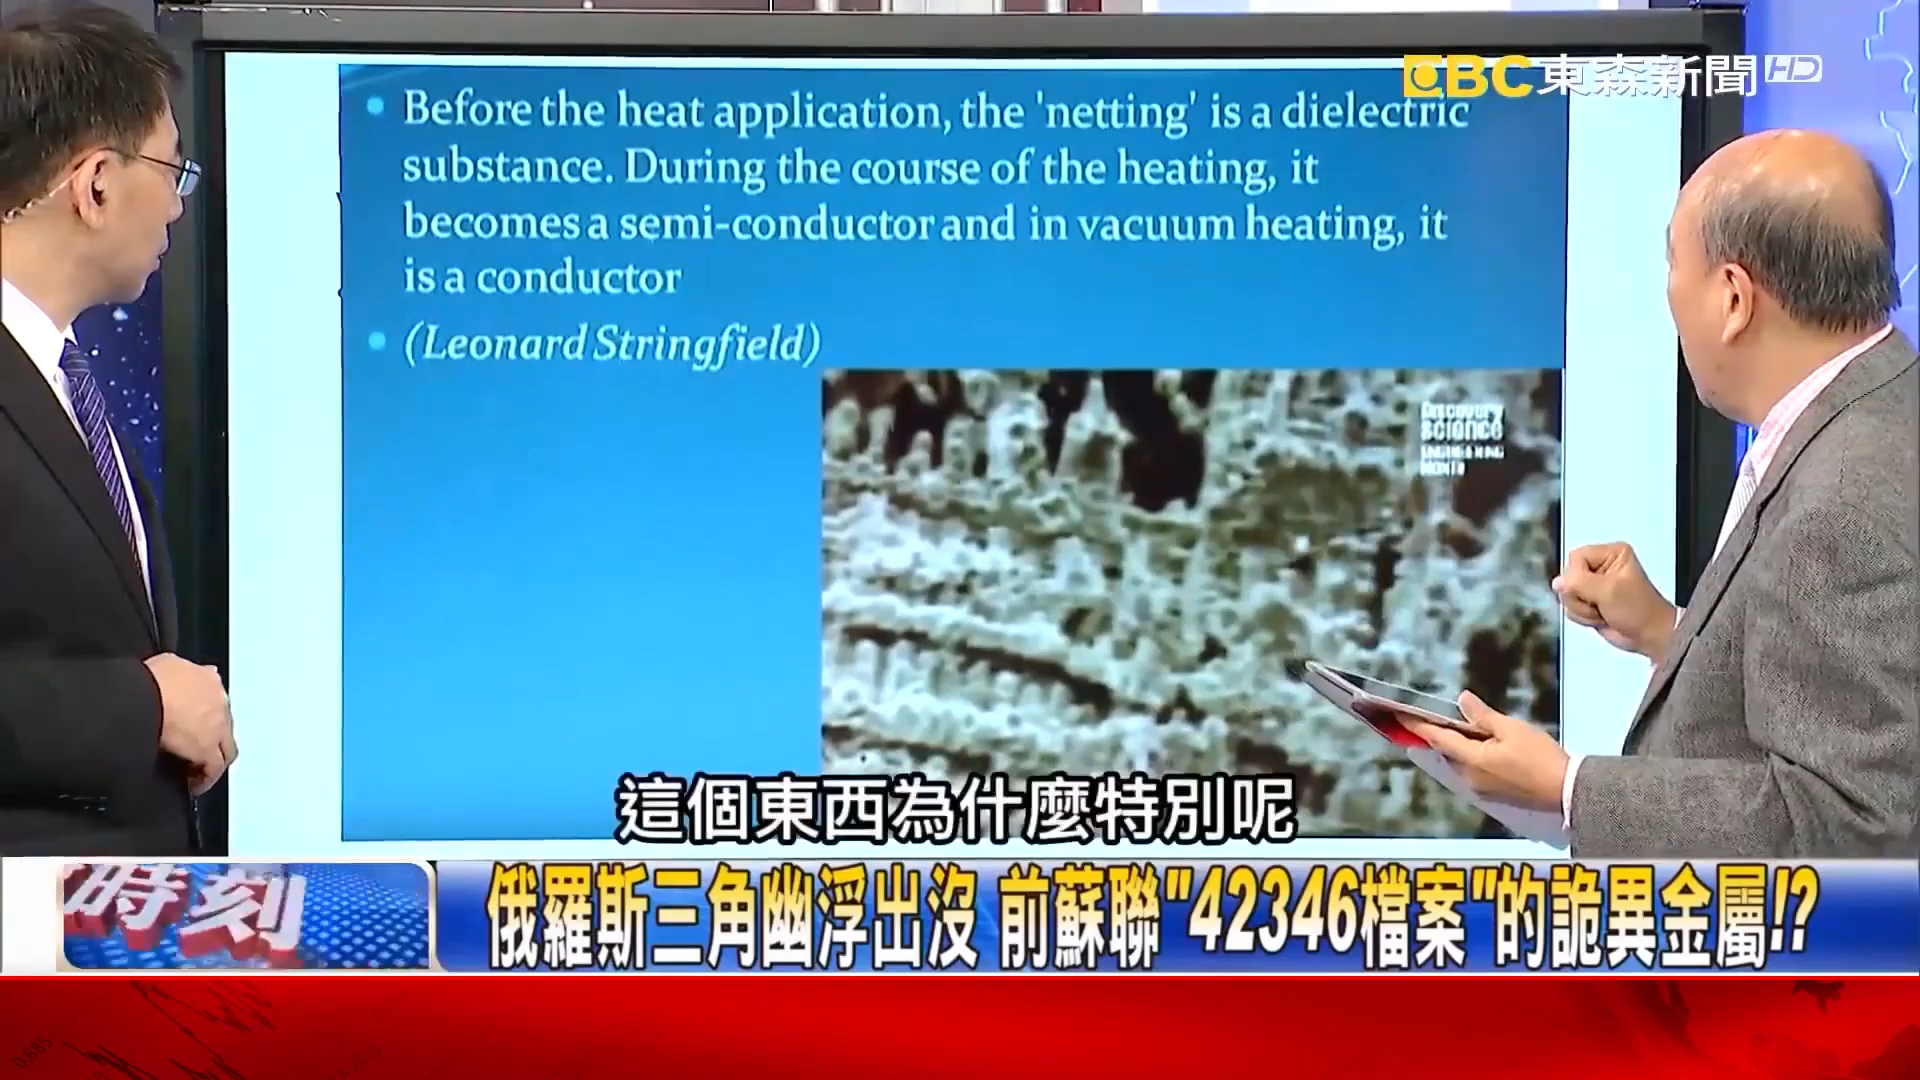 EBC東森新聞HD
Before the heat application, the 'netting' is a dielectric
substance. During the course of the heating, it
becomes a semi-conductor and in vacuum heating, it
is a conductor
(Leonard Stringfield)
Discovery
SCIENCE
這個東西為什麼特別呢
時刻
俄羅斯三角幽浮出沒 前蘇聯"42346檔案"的詭異金屬!?
0.885